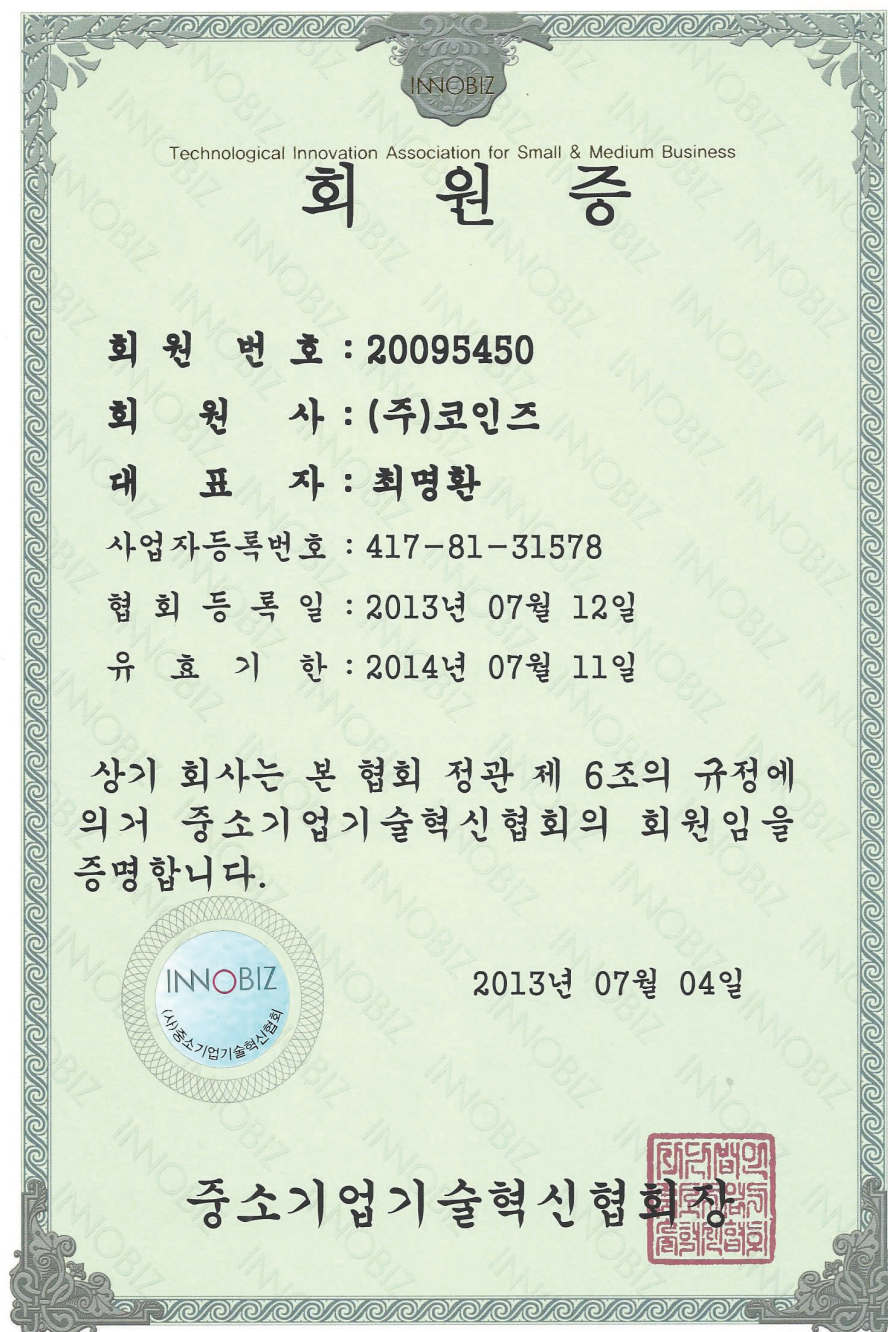 INNOBIZ
Technological Innovation Association for Small & Medium Business
회 원 증
회 원 번 호 : 20095450
회 원 사 : (주)코인즈
대 표 자 : 최명환
사업자등록번호 : 417-81-31578
협 회 등 록 일 : 2013년 07월 12일
유 효 기 한 : 2014년 07월 11일
상기 회사는 본 협회 정관 제 6조의 규정에
의거 중소기업기술혁신협회의 회원임을
증명합니다.
INNOBIZ
(사)중소기업기술혁신협회
2013년 07월 04일
중소기업기술혁신협회장